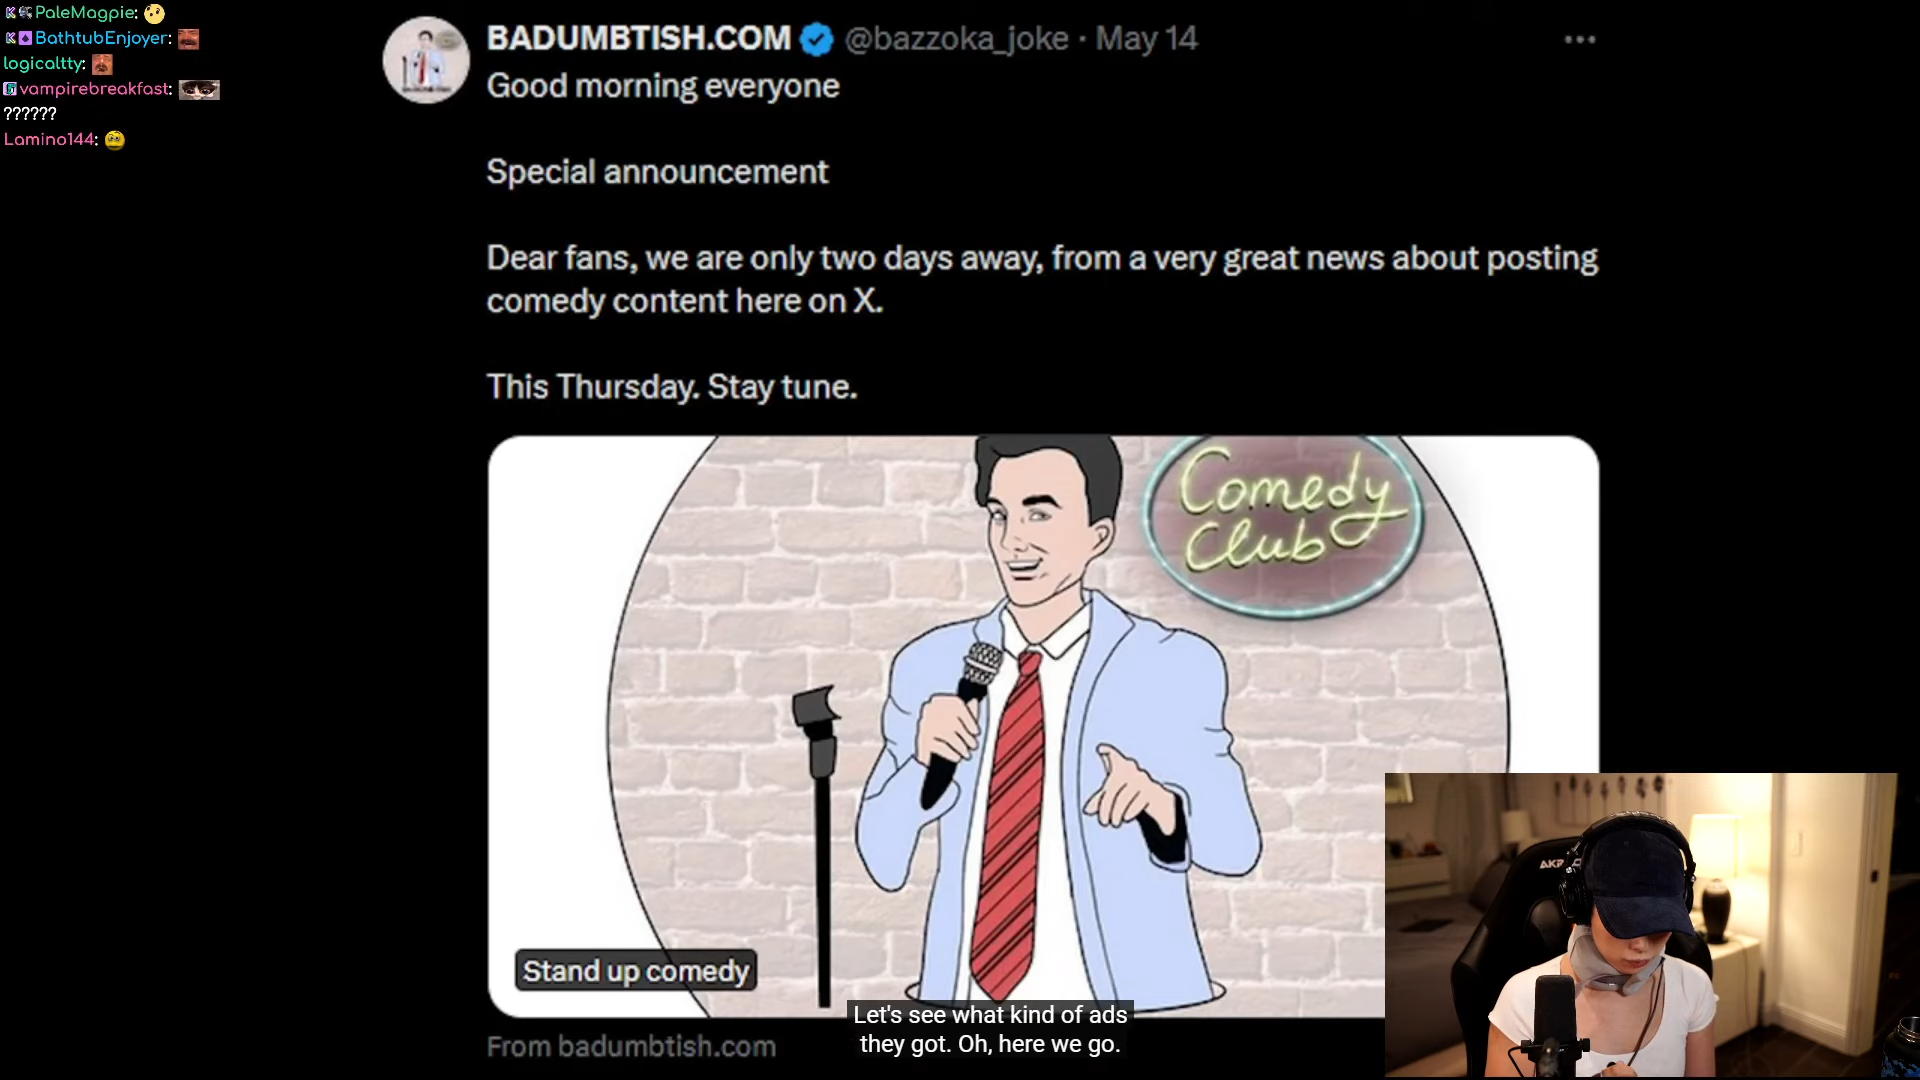 PaleMagpie:
BathtubEnjoyer:
logicaltty:
vampirebreakfast:
??????
Lamino144:
BADUMBTISH.COM @bazzoka_joke · May 14
Good morning everyone
Special announcement
Dear fans, we are only two days away, from a very great news about posting
comedy content here on X.
This Thursday. Stay tune.
Comedy
Club
Stand up comedy
From badumbtish.com
Let's see what kind of ads
they got. Oh, here we go.